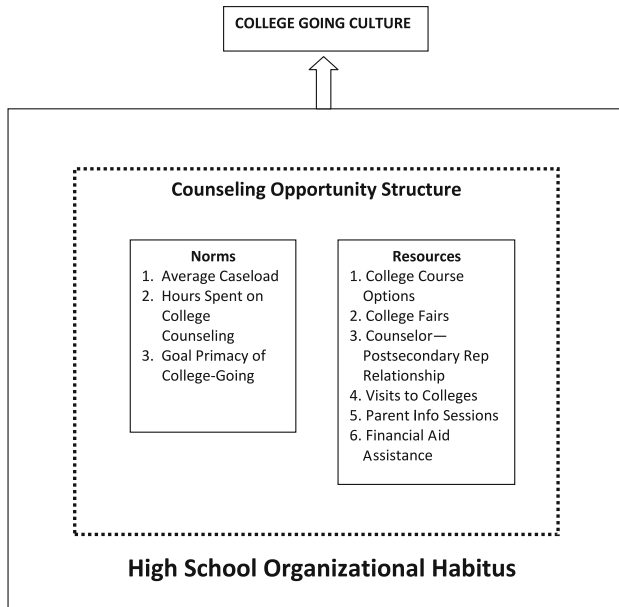 COLLEGE GOING CULTURE
Counseling Opportunity Structure
Norms
1. Average Caseload
2. Hours Spent on
College
Counseling
3. Goal Primacy of
College-Going
Resources
1. College Course
Options
2. College Fairs
3. Counselor—
Postsecondary Rep
Relationship
4. Visits to Colleges
5. Parent Info Sessions
6. Financial Aid
Assistance
High School Organizational Habitus